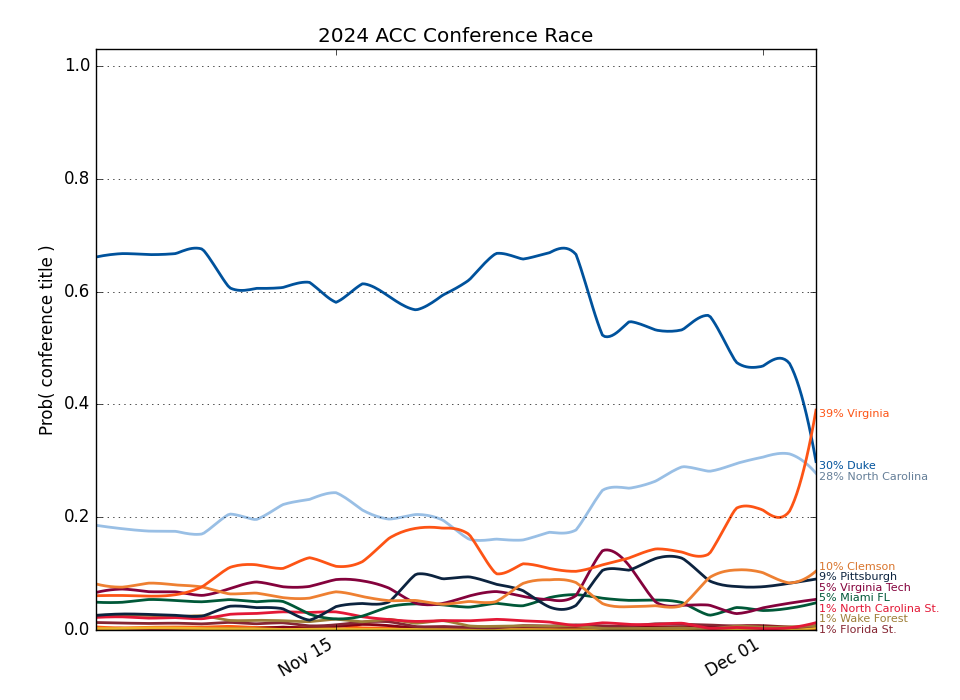 2024 ACC Conference Race
Prob( conference title )
1.0
0.8
0.6
0.4
0.2
0.0
Nov 15
Dec 01
39% Virginia
30% Duke
28% North Carolina
10% Clemson
9% Pittsburgh
5% Virginia Tech
5% Miami FL
1% North Carolina St.
1% Wake Forest
1% Florida St.